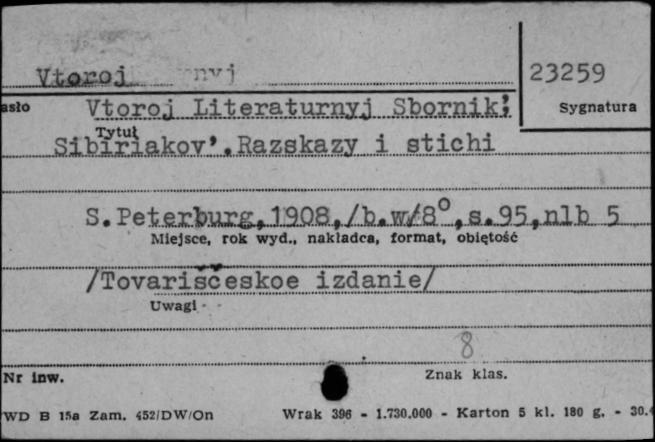 Vtoroj
23259
asło
Vtoroj Literaturnyj Sbornik;
Sygnatura
Tytuł
Sibiriakov'.Razskazy i stichi
S.Peterburg,1908,/b.w/8°,s.95,nlb 5
Miejsce, rok wyd., nakładca, format, objętość
/Tovariščeskoe izdanie/
Uwagi
8
Nr inw.
Znak klas.
WD B 15a Zam. 452/DW/On Wrak 396 - 1.730.000 - Karton 5 kl. 180 g. - 30.